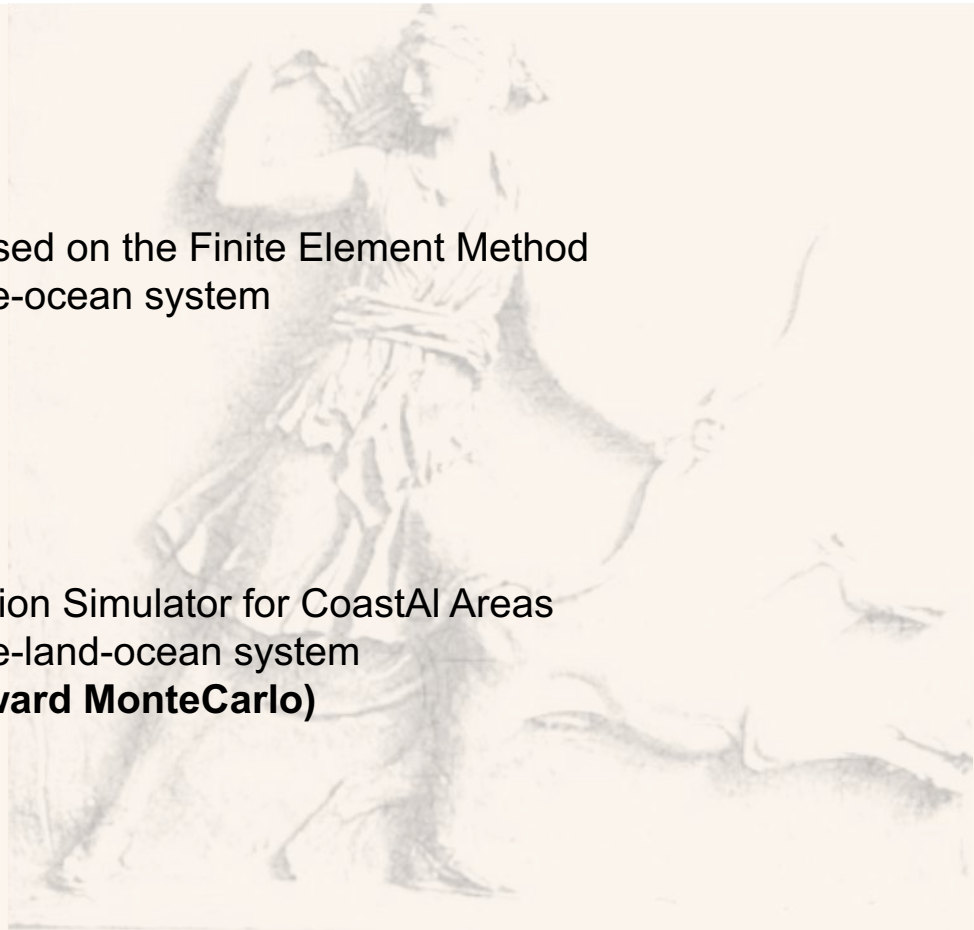 sed on the Finite Element Method
e-ocean system
ion Simulator for CoastAl Areas
e-land-ocean system
vard MonteCarlo)